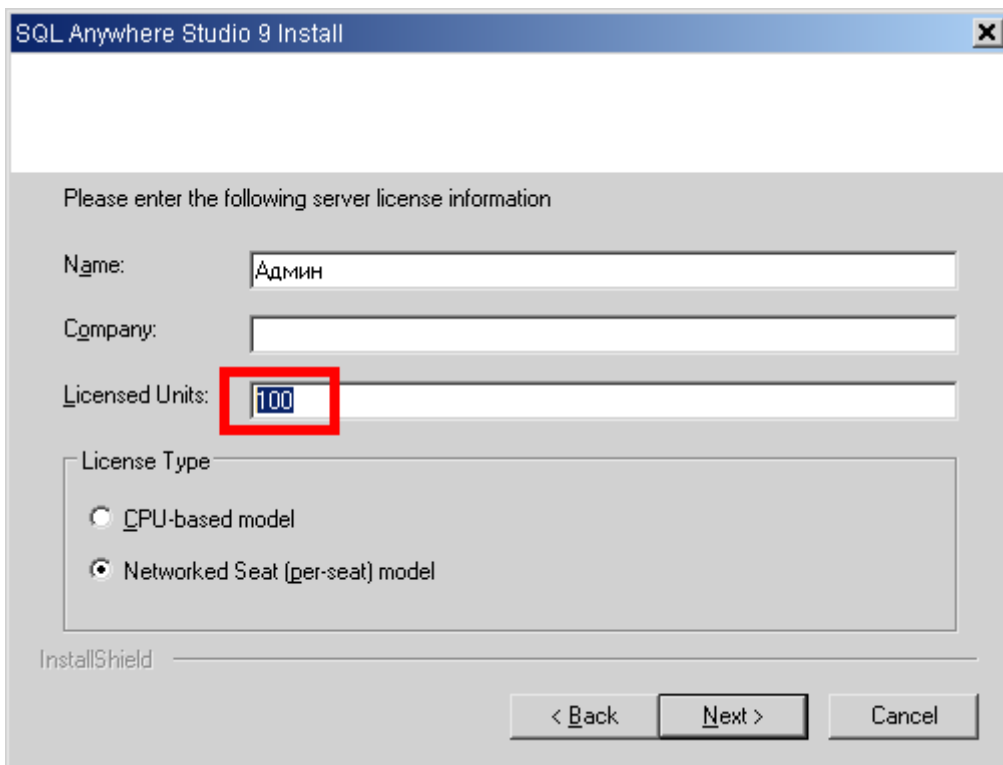 SQL Anywhere Studio 9 Install
Please enter the following server license information
Name: Админ
Company:
Licensed Units: 100
License Type
CPU-based model
Networked Seat (per-seat) model
InstallShield
< Back Next > Cancel